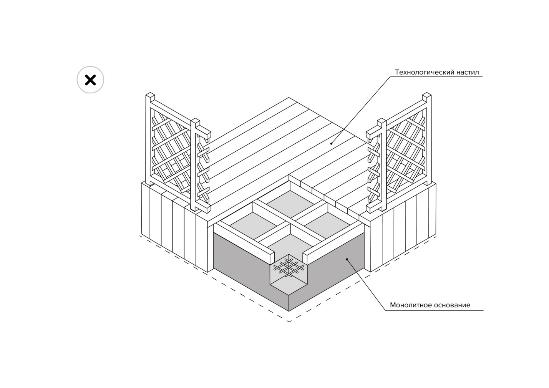 Технологический настил
Монолитное основание